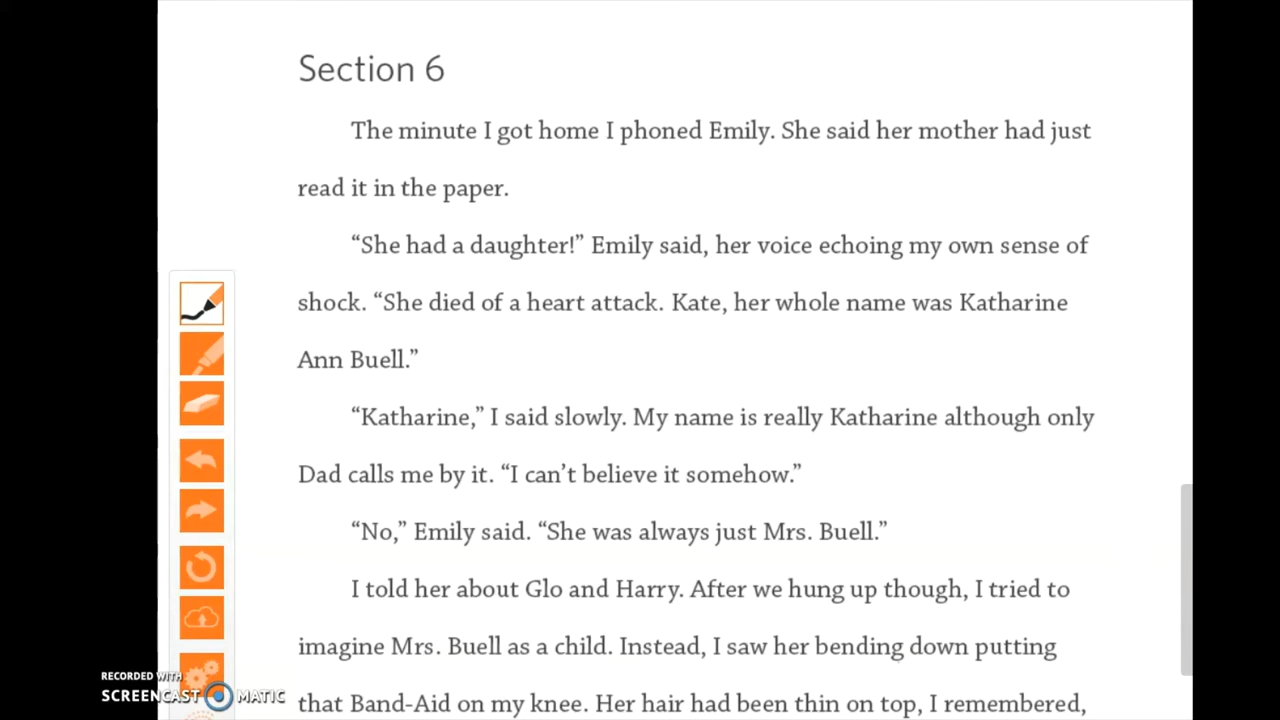 Section 6
The minute I got home I phoned Emily. She said her mother had just
read it in the paper.
“She had a daughter!” Emily said, her voice echoing my own sense of
shock. “She died of a heart attack. Kate, her whole name was Katharine
Ann Buell.”
“Katharine,” I said slowly. My name is really Katharine although only
Dad calls me by it. “I can’t believe it somehow.”
“No,” Emily said. “She was always just Mrs. Buell.”
I told her about Glo and Harry. After we hung up though, I tried to
imagine Mrs. Buell as a child. Instead, I saw her bending down putting
that Band-Aid on my knee. Her hair had been thin on top, I remembered,
RECORDED WITH
SCREENCAST MATIC